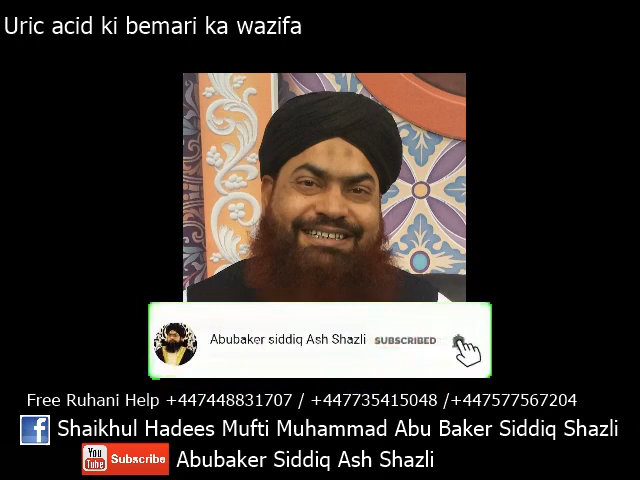 Uric acid ki bemari ka wazifa
Abubaker siddiq Ash Shazli SUBSCRIBED
Free Ruhani Help +447448831707 / +447735415048 /+447577567204
Shaikhul Hadees Mufti Muhammad Abu Baker Siddiq Shazli
You Tube Subscribe Abubaker Siddiq Ash Shazli